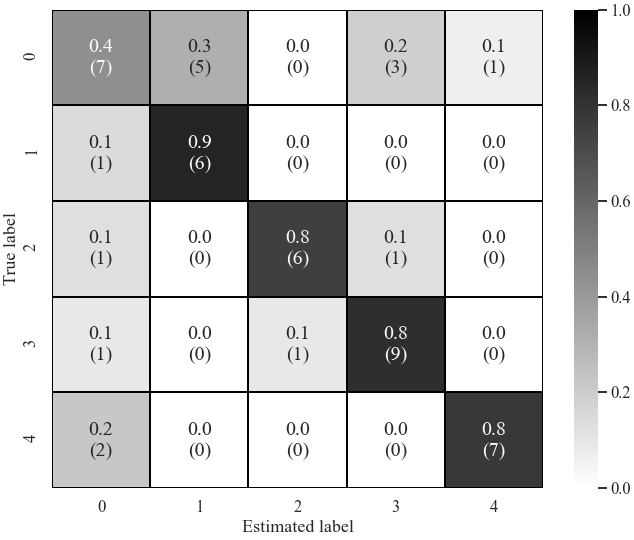 0.4 0.3 0.0 0.2 0.1
(7) (5) (0) (3) (1)
0.1 0.9 0.0 0.0 0.0
(1) (6) (0) (0) (0)
0.1 0.0 0.8 0.1 0.0
(1) (0) (6) (1) (0)
0.1 0.0 0.1 0.8 0.0
(1) (0) (1) (9) (0)
0.2 0.0 0.0 0.0 0.8
(2) (0) (0) (0) (7)
0
1
2
3
4
True label
0 1 2 3 4
Estimated label
1.0
0.8
0.6
0.4
0.2
0.0